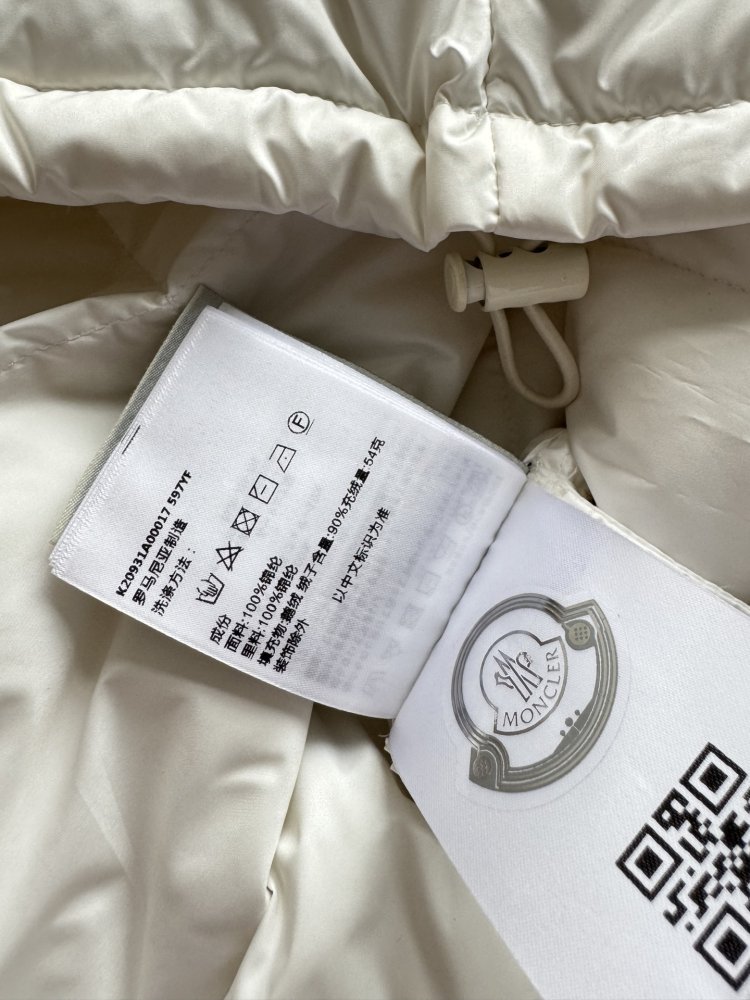 K20931A00017 597YF
罗马尼亚制造
洗涤方法：
F
成份
面料:100%锦纶
里料:100%锦纶
填充物:鹅绒 绒子含量:90%充绒量:54克
装饰除外
以中文标识为准
MONCLER